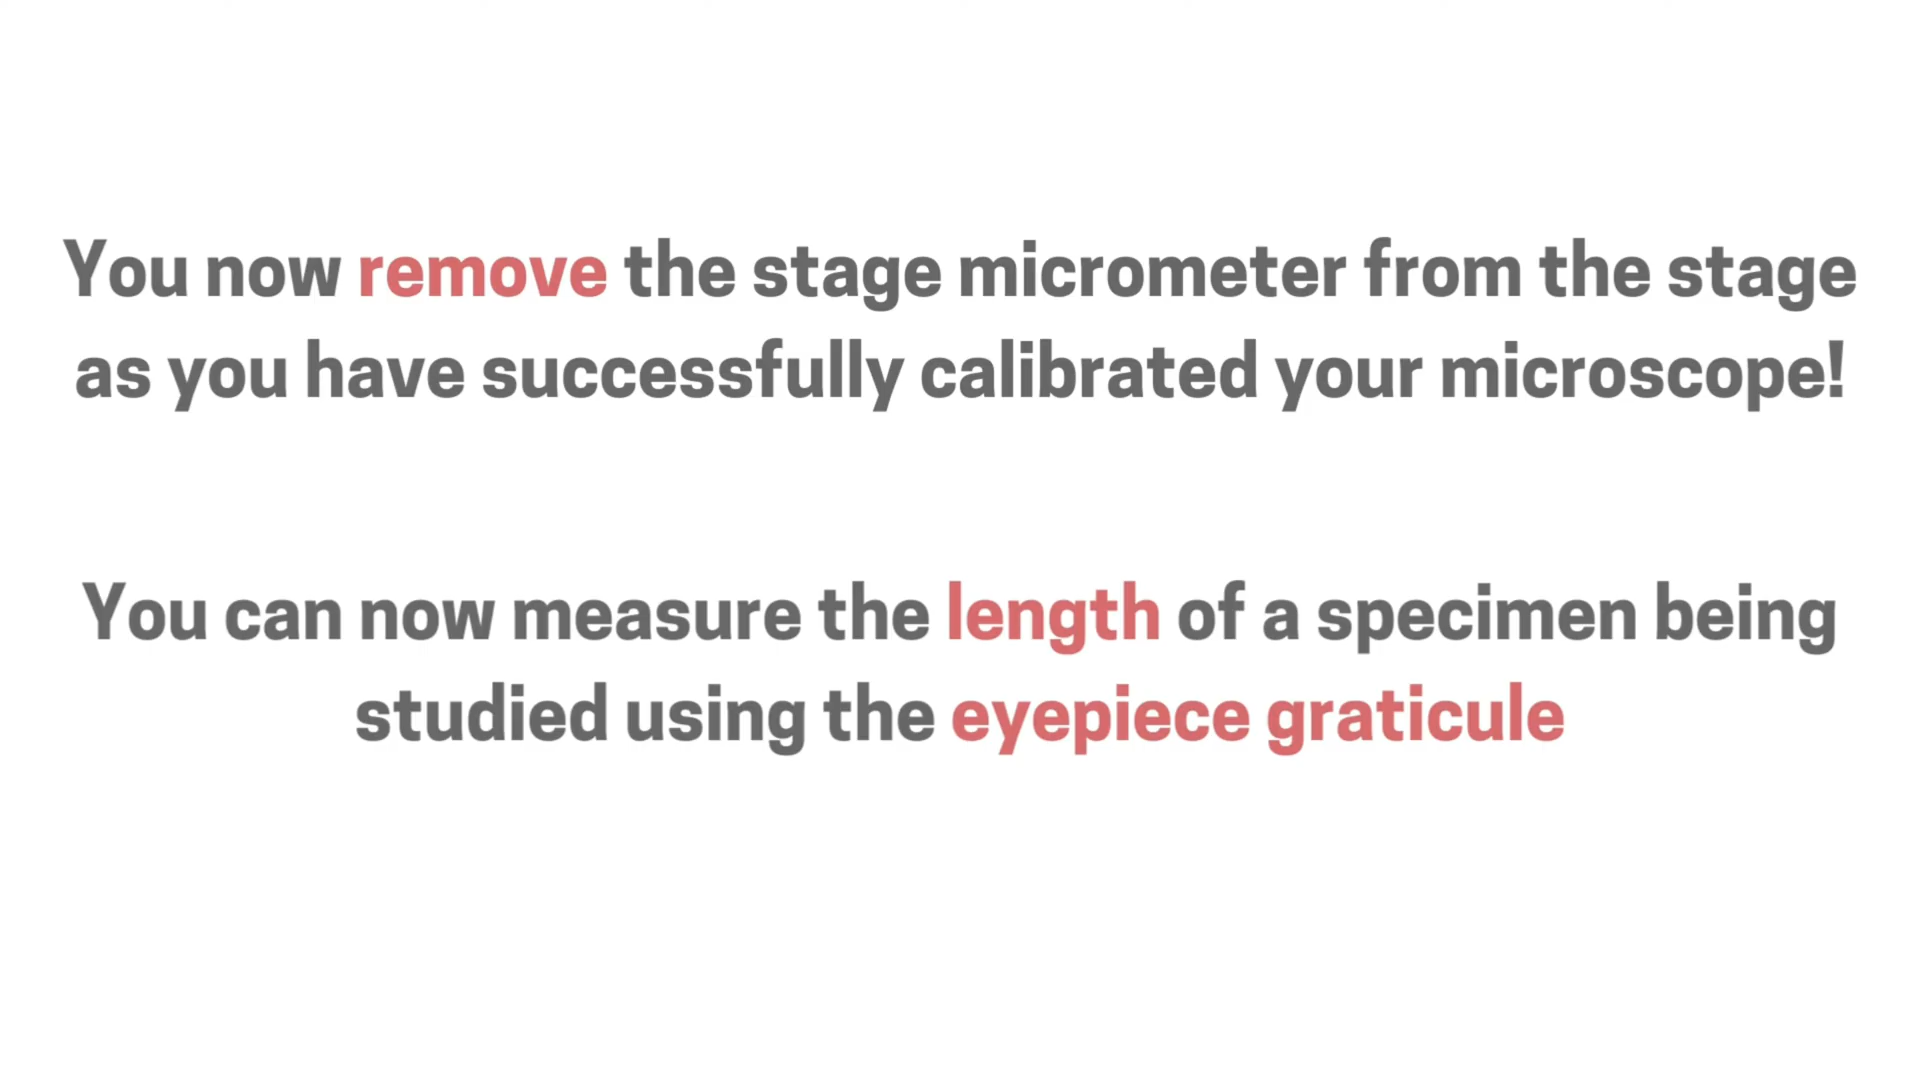 You now remove the stage micrometer from the stage
as you have successfully calibrated your microscope!
You can now measure the length of a specimen being
studied using the eyepiece graticule